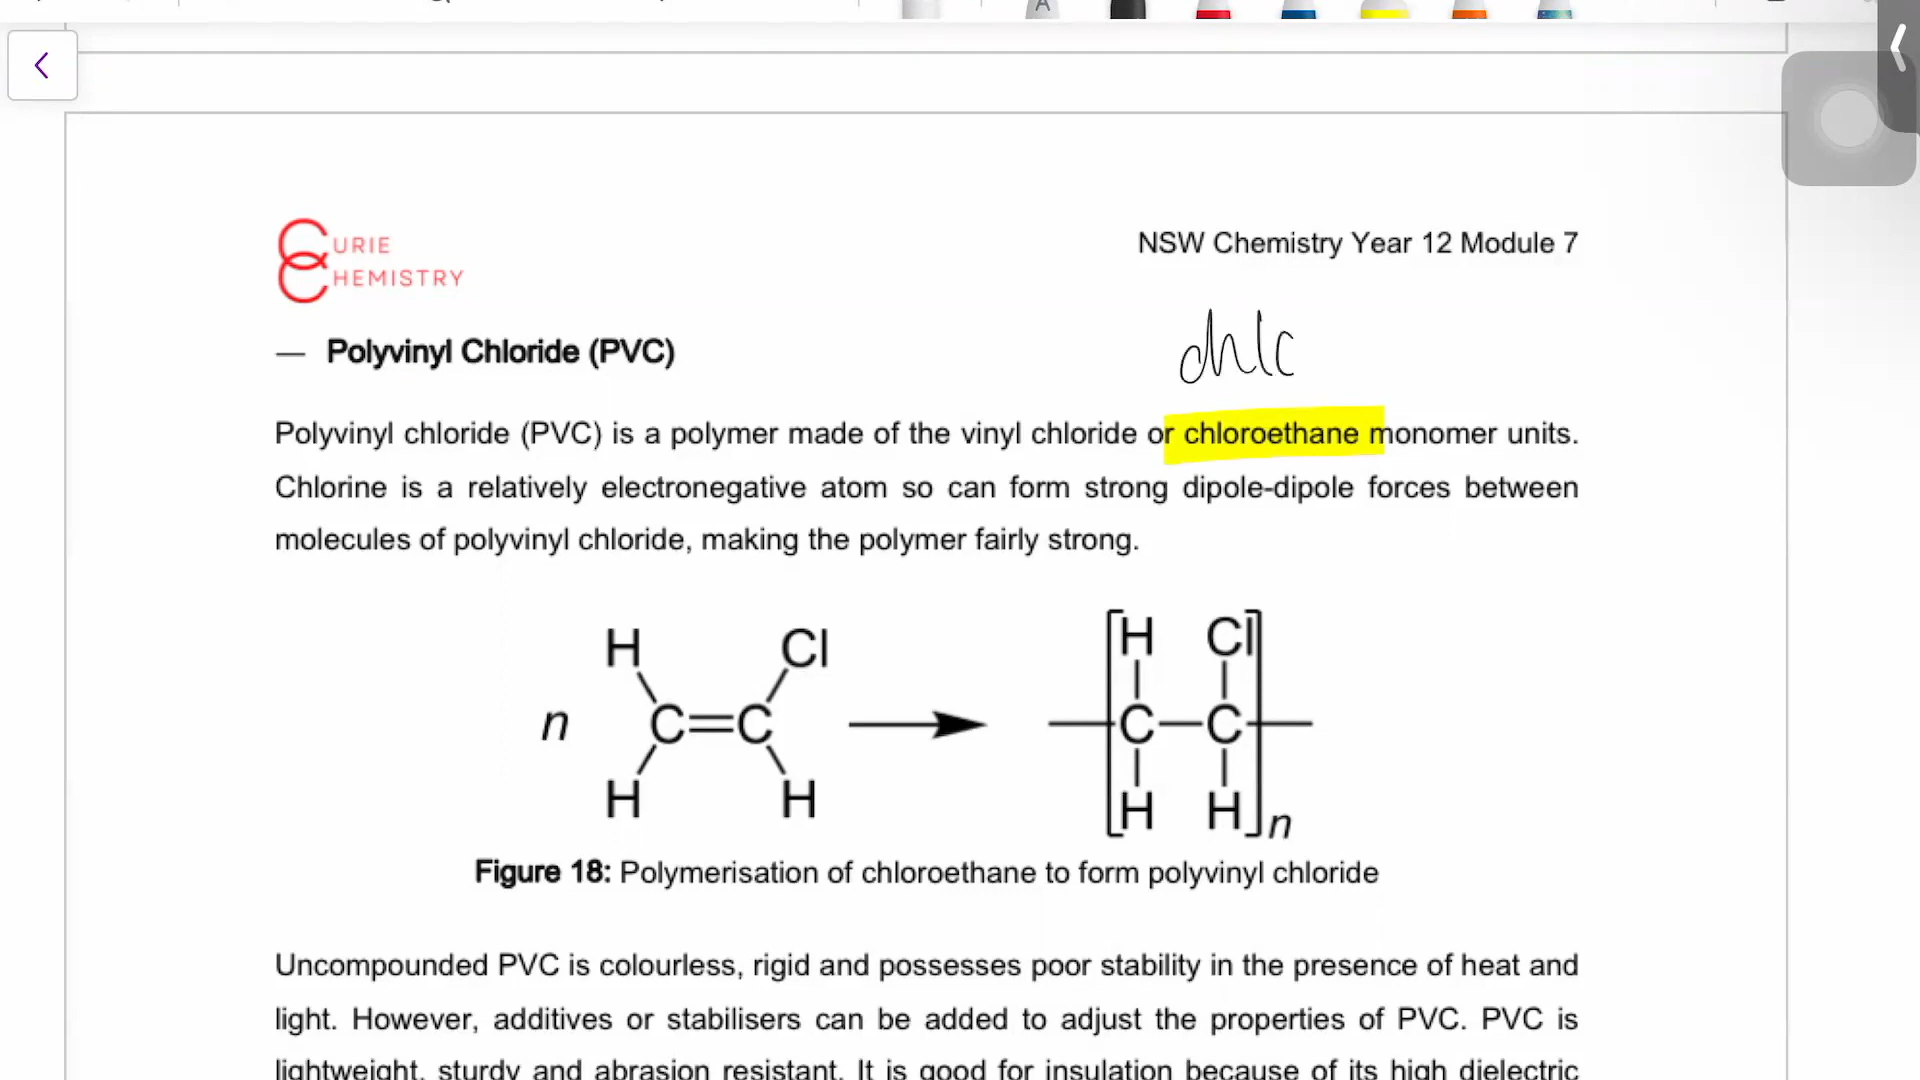 A
CURIE
CHEMISTRY
NSW Chemistry Year 12 Module 7
— Polyvinyl Chloride (PVC)
Polyvinyl chloride (PVC) is a polymer made of the vinyl chloride or chloroethane monomer units.
Chlorine is a relatively electronegative atom so can form strong dipole-dipole forces between
molecules of polyvinyl chloride, making the polymer fairly strong.
H Cl H Cl
n C=C C—C
H H H H n
Figure 18: Polymerisation of chloroethane to form polyvinyl chloride
Uncompounded PVC is colourless, rigid and possesses poor stability in the presence of heat and
light. However, additives or stabilisers can be added to adjust the properties of PVC. PVC is
lightweight, sturdy and abrasion resistant. It is good for insulation because of its high dielectric